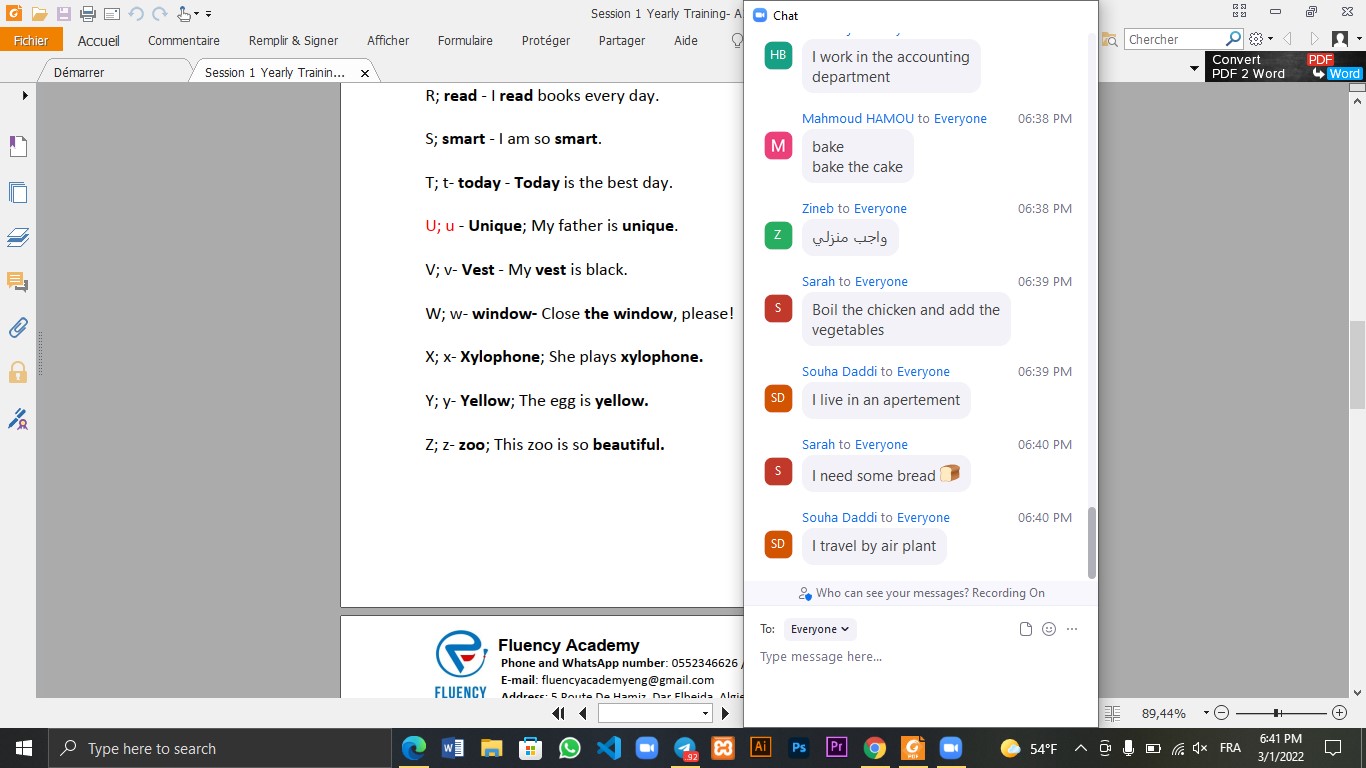 Session 1 Yearly Training- A
Fichier
Accueil
Commentaire
Remplir & Signer
Afficher
Formulaire
Protéger
Partager
Aide
Chercher
Démarrer
Session 1 Yearly Trainin...
Convert
PDF 2 Word
PDF
Word
R; read - I read books every day.
S; smart - I am so smart.
T; t- today - Today is the best day.
U; u - Unique; My father is unique.
V; v- Vest - My vest is black.
W; w- window- Close the window, please!
X; x- Xylophone; She plays xylophone.
Y; y- Yellow; The egg is yellow.
Z; z- zoo; This zoo is so beautiful.
Fluency Academy
Phone and WhatsApp number: 0552346626 /
E-mail: fluencyacademyeng@gmail.com
Address: 5 Route De Hamiz, Dar Elbeida, Algie
FLUENCY
Chat
HB
I work in the accounting
department
Mahmoud HAMOU to Everyone 06:38 PM
M
bake
bake the cake
Zineb to Everyone 06:38 PM
Z
واجب منزلي
Sarah to Everyone 06:39 PM
S
Boil the chicken and add the
vegetables
Souha Daddi to Everyone 06:39 PM
SD
I live in an apertement
Sarah to Everyone 06:40 PM
S
I need some bread 🍞
Souha Daddi to Everyone 06:40 PM
SD
I travel by air plant
Who can see your messages? Recording On
To: Everyone
Type message here...
89,44%
Type here to search
92
Ai
Ps
Pr
54°F
FRA
6:41 PM
3/1/2022